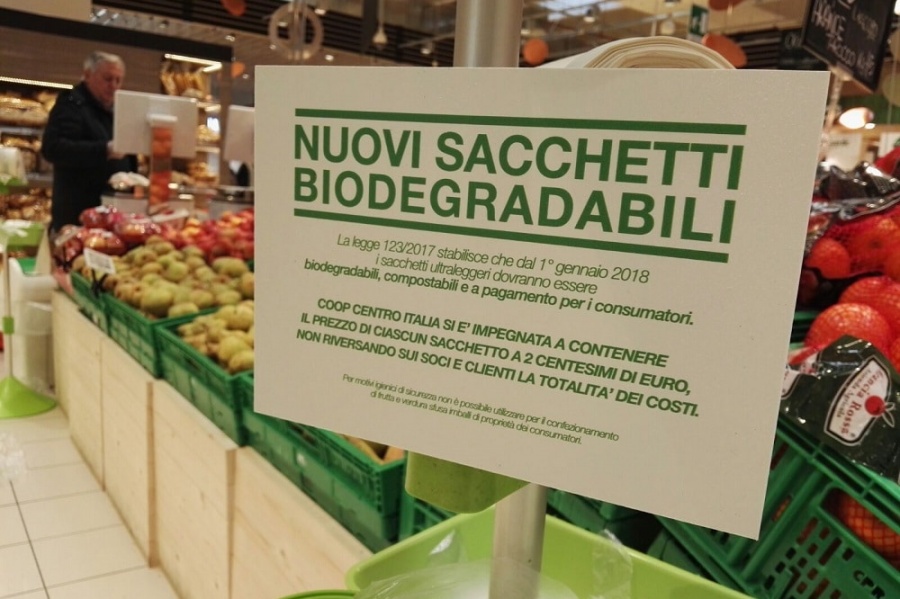 NUOVI SACCHETTI
BIODEGRADABILI
La legge 123/2017 stabilisce che dal 1° gennaio 2018
i sacchetti ultraleggeri dovranno essere
biodegradabili, compostabili e a pagamento per i consumatori.
COOP CENTRO ITALIA SI E' IMPEGNATA A CONTENERE
IL PREZZO DI CIASCUN SACCHETTO A 2 CENTESIMI DI EURO,
NON RIVERSANDO SUI SOCI E CLIENTI LA TOTALITA' DEI COSTI.
Per motivi igienici di sicurezza non è possibile utilizzare per il confezionamento
di frutta e verdura sfusa imballi di proprietà dei consumatori.
Arancia Rossa
CPR